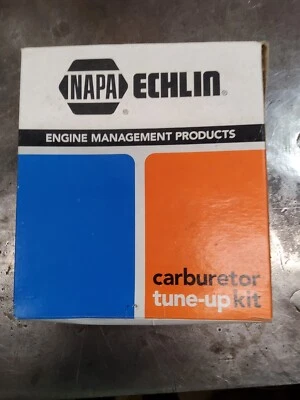 NAPA ECHLIN
ENGINE MANAGEMENT PRODUCTS
carburetor
tune-up kit